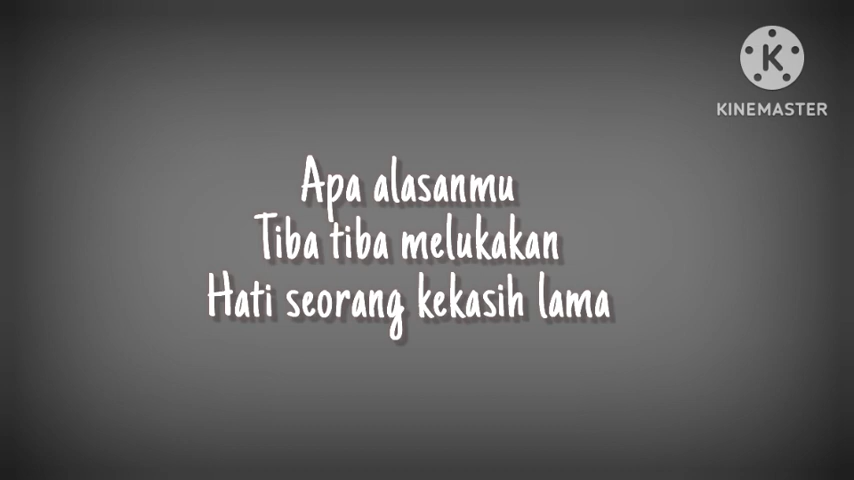 KINEMASTER
Apa alasanmu
Tiba tiba melukakan
Hati seorang kekasih lama